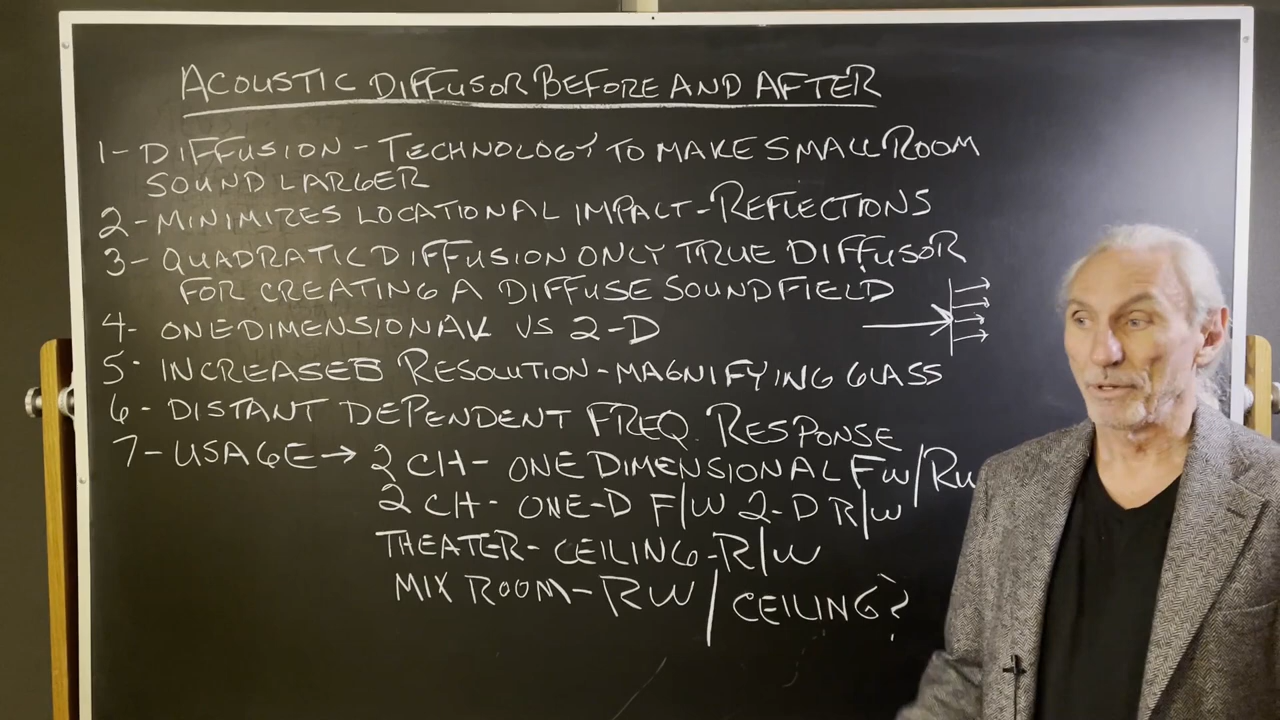 ACOUSTIC DIFFUSOR BEFORE AND AFTER
1- DIFFUSION - TECHNOLOGY TO MAKE SMALL ROOM
SOUND LARGER
2- MINIMIZES LOCATIONAL IMPACT - REFLECTIONS
3- QUADRATIC DIFFUSION ONLY TRUE DIFFUSOR
FOR CREATING A DIFFUSE SOUND FIELD
4- ONE DIMENSIONAL VS 2-D
5- INCREASED RESOLUTION - MAGNIFYING GLASS
6- DISTANT DEPENDENT FREQ. RESPONSE
7- USAGE → 2 CH - ONE DIMENSIONAL FW/RW
2 CH - ONE-D F/W 2-D R/W
THEATER - CEILING - R/W
MIX ROOM - RW / CEILING?